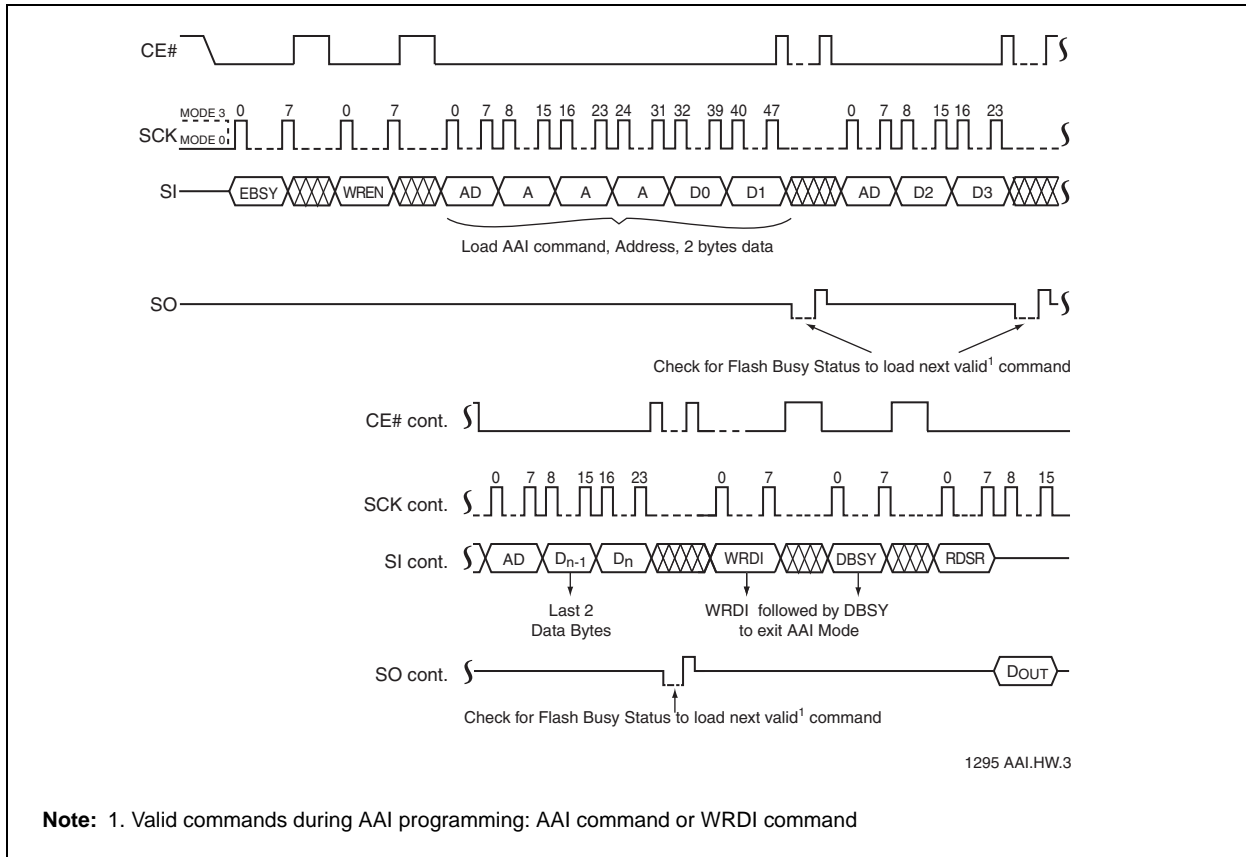 CE#
MODE 3 0 7 0 7 0 7 8 15 16 23 24 31 32 39 40 47 0 7 8 15 16 23
SCK MODE 0
SI EBSY WREN AD A A A D0 D1 AD D2 D3
Load AAI command, Address, 2 bytes data
SO
Check for Flash Busy Status to load next valid¹ command
CE# cont.
0 7 8 15 16 23 0 7 0 7 0 7 8 15
SCK cont.
SI cont. AD Dn-1 Dn WRDI DBSY RDSR
Last 2
Data Bytes
WRDI followed by DBSY
to exit AAI Mode
SO cont. DOUT
Check for Flash Busy Status to load next valid¹ command
1295 AAI.HW.3
Note: 1. Valid commands during AAI programming: AAI command or WRDI command